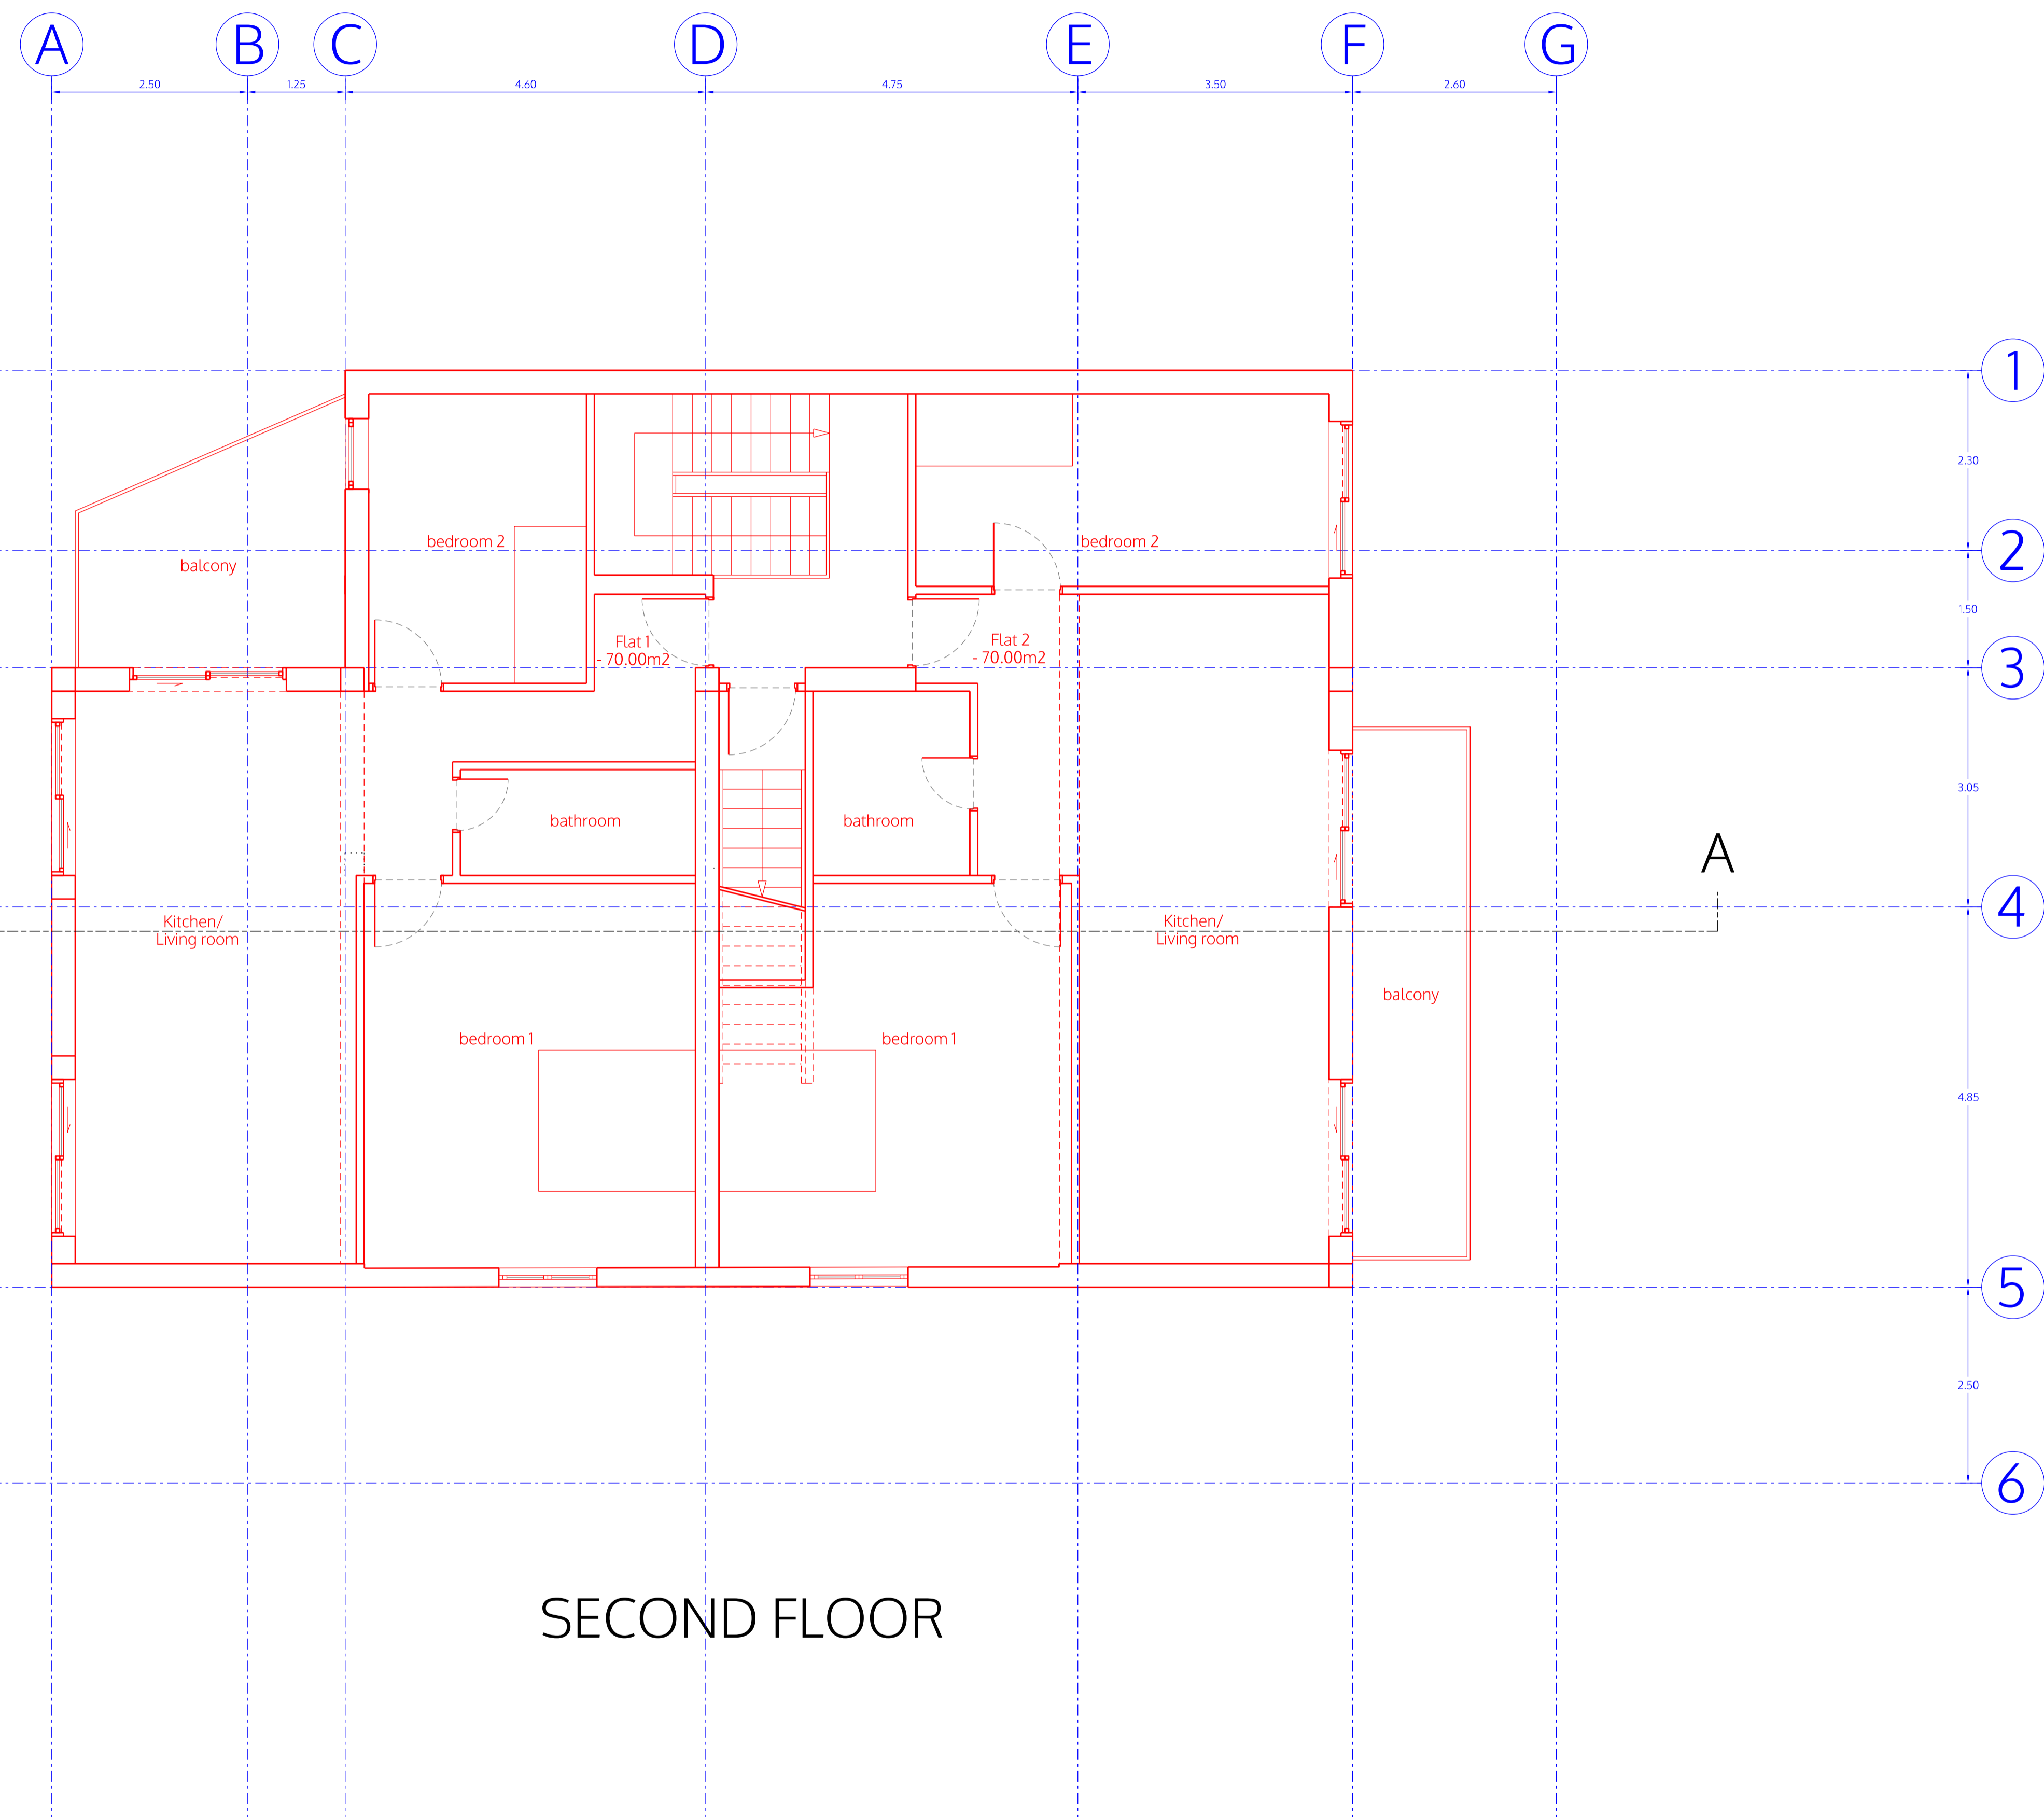 A B C D E F G
2.50 1.25 4.60 4.75 3.50 2.60
1
2.30
bedroom 2
bedroom 2
2
balcony
1.50
Flat 1
- 70.00m2
Flat 2
- 70.00m2
3
3.05
bathroom
bathroom
A
4
Kitchen/
Living room
Kitchen/
Living room
balcony
bedroom 1
bedroom 1
4.85
5
2.50
6
SECOND FLOOR